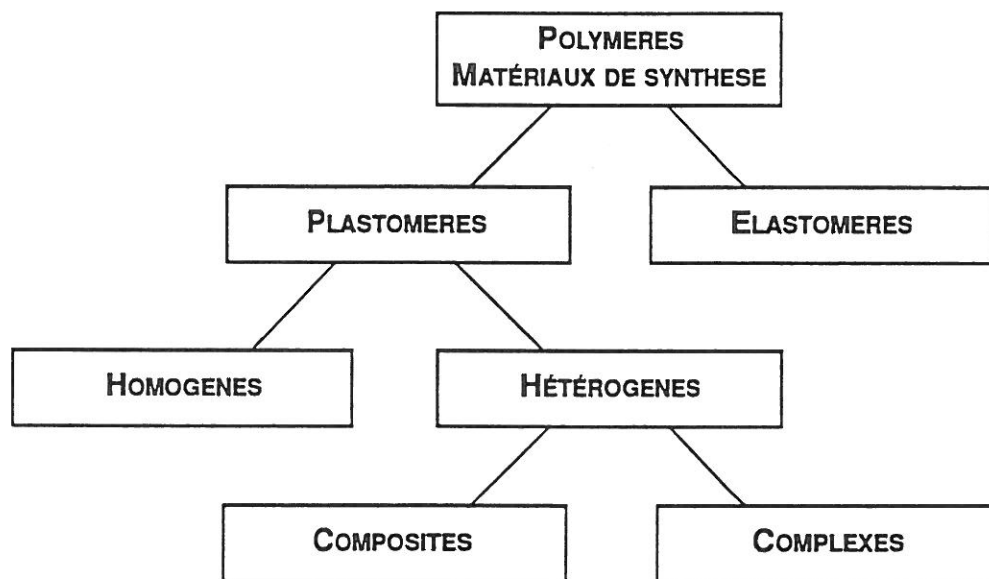 POLYMERES
MATÉRIAUX DE SYNTHESE
PLASTOMERES
ELASTOMERES
HOMOGENES
HÉTÉROGENES
COMPOSITES
COMPLEXES